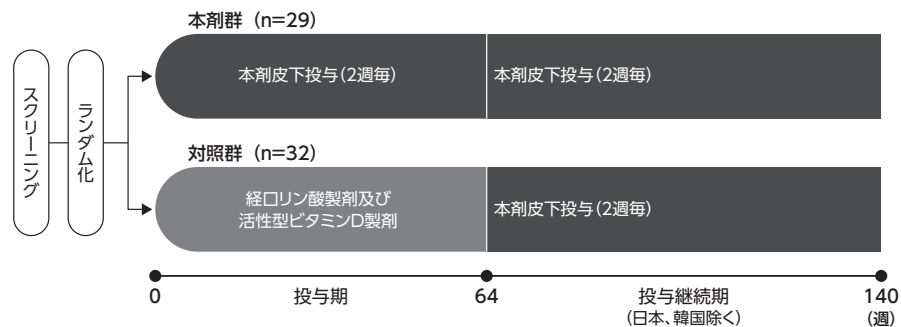 本剤群（n=29）
スクリーニング
ランダム化
本剤皮下投与（2週毎）
本剤皮下投与（2週毎）
対照群（n=32）
経口リン酸製剤及び
活性型ビタミンD製剤
本剤皮下投与（2週毎）
0
投与期
64
投与継続期
（日本、韓国除く）
140
（週）